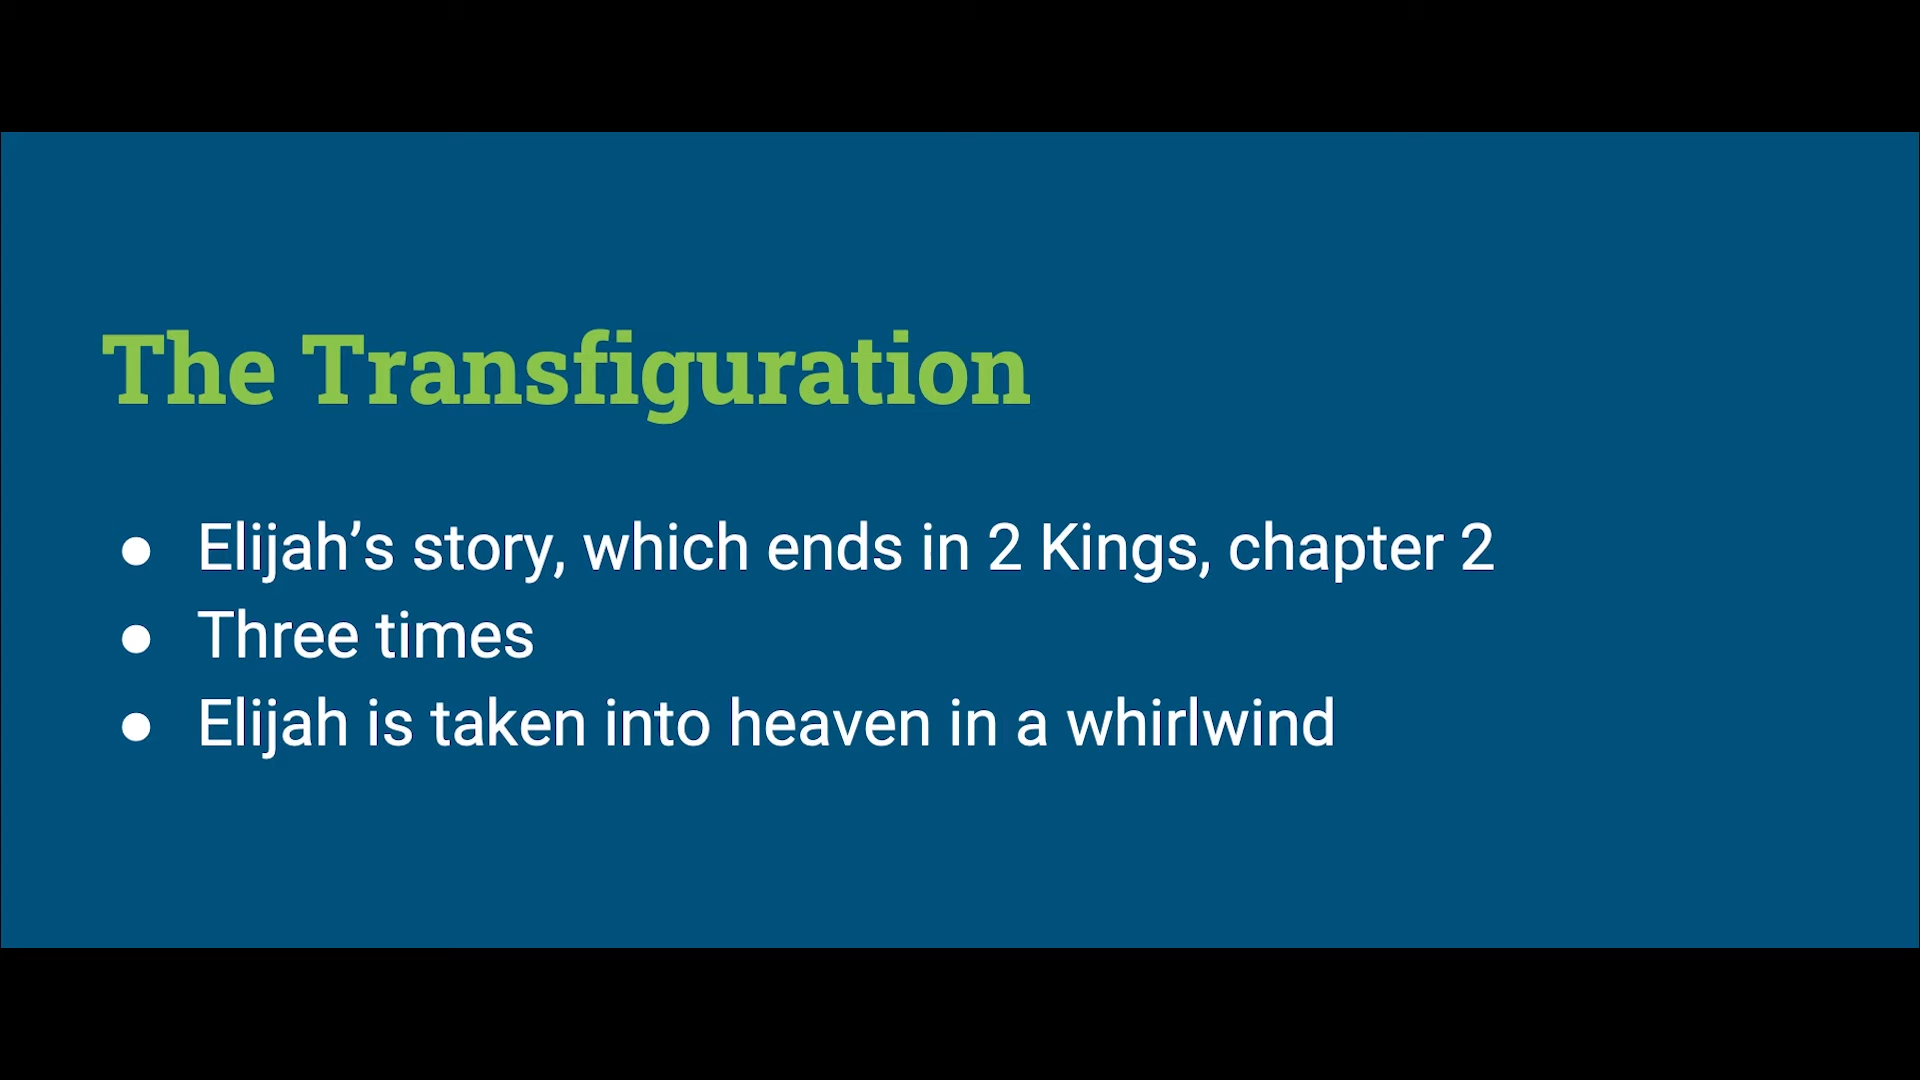 The Transfiguration
● Elijah’s story, which ends in 2 Kings, chapter 2
● Three times
● Elijah is taken into heaven in a whirlwind